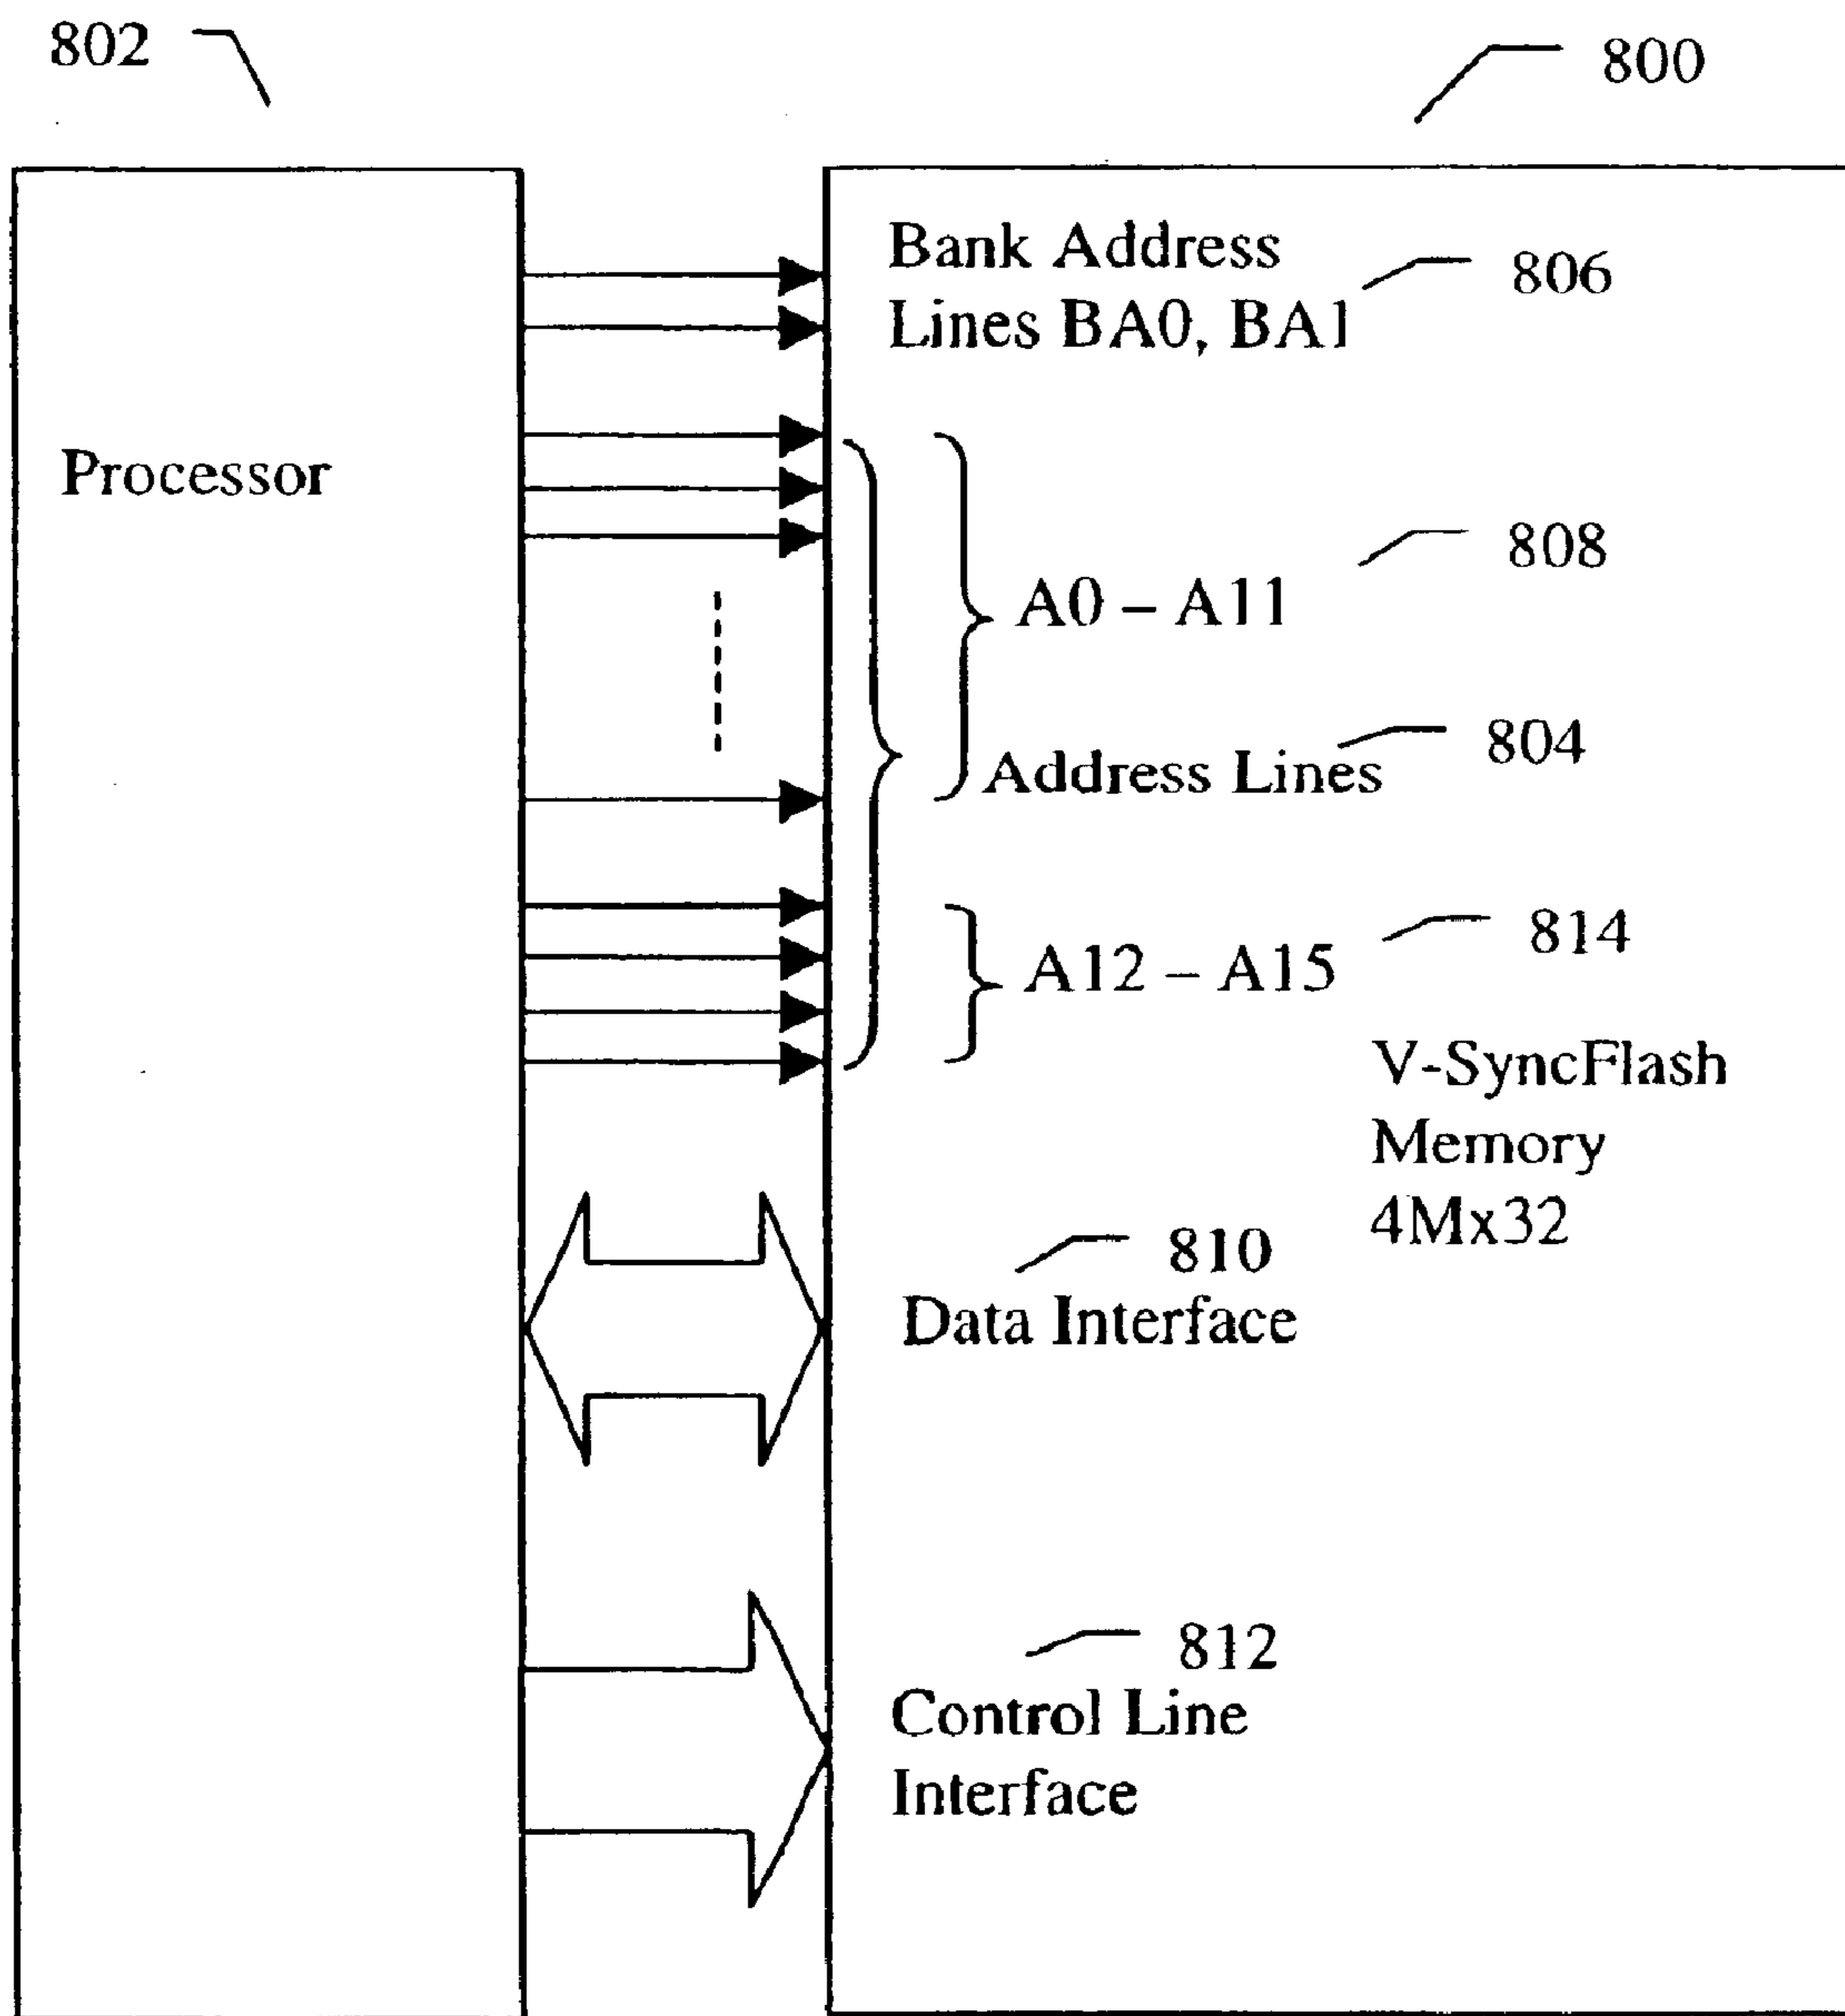 802
800
Bank Address
Lines BA0, BA1
806
Processor
808
A0 – A11
804
Address Lines
814
A12 – A15
V-SyncFlash
Memory
4Mx32
810
Data Interface
812
Control Line
Interface